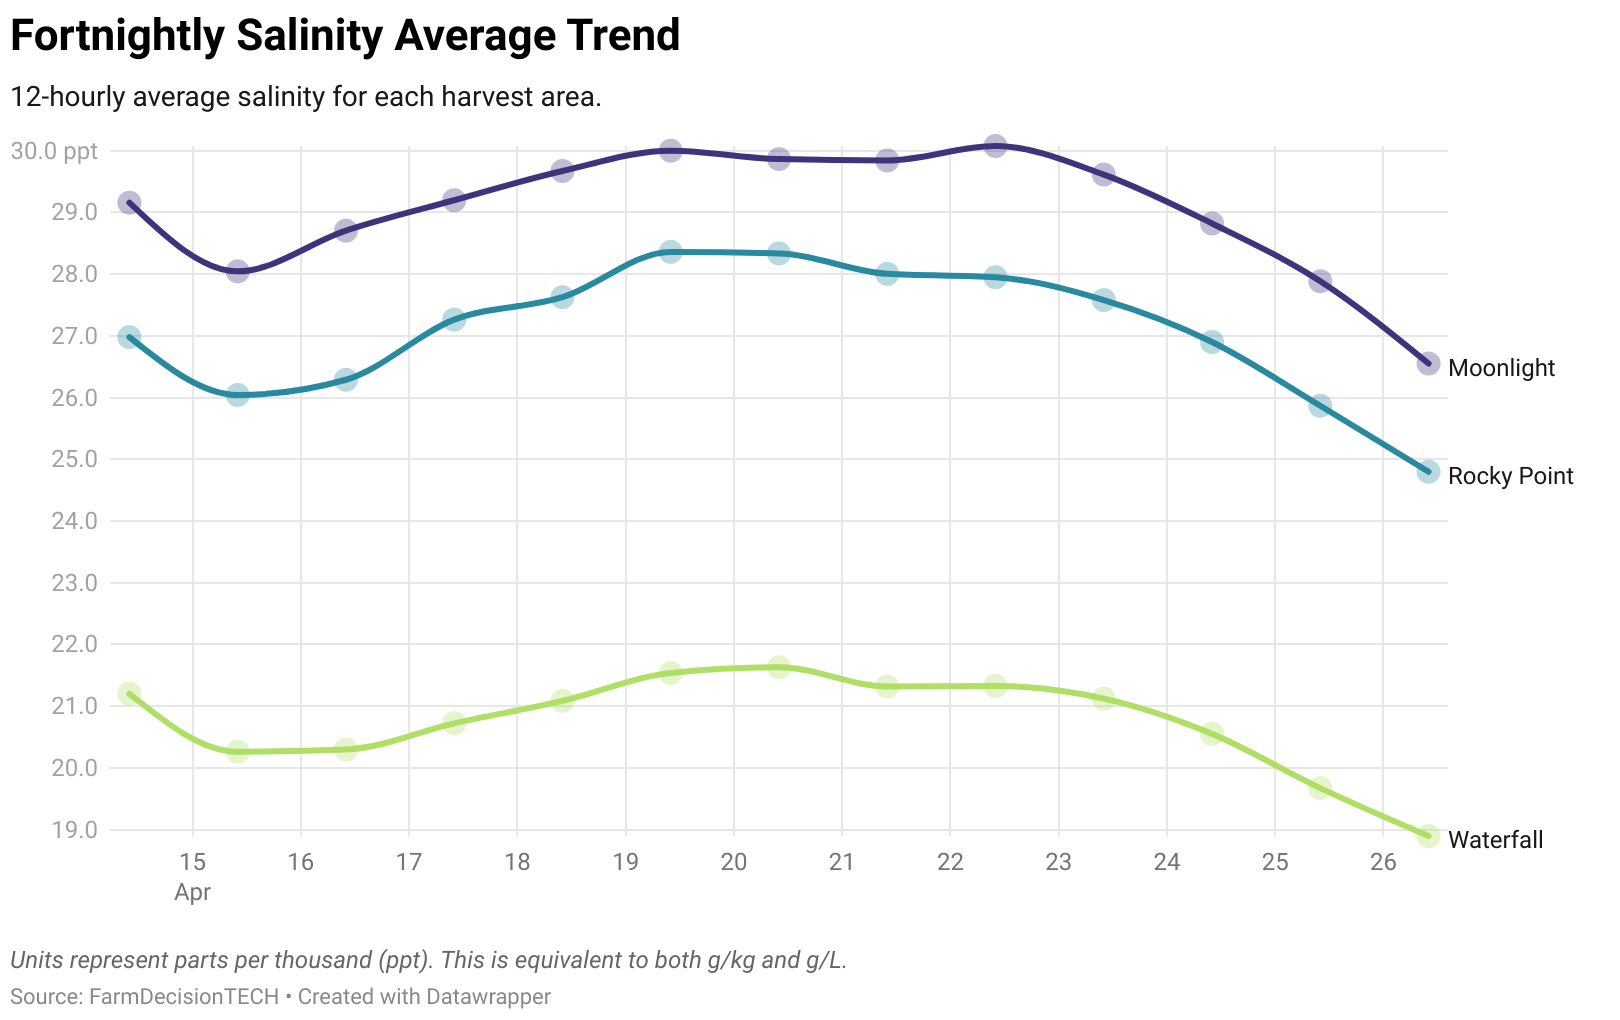 Fortnightly Salinity Average Trend
12-hourly average salinity for each harvest area.
30.0 ppt
29.0
28.0
27.0
26.0
25.0
24.0
23.0
22.0
21.0
20.0
19.0
Moonlight
Rocky Point
Waterfall
15 16 17 18 19 20 21 22 23 24 25 26
Apr
Units represent parts per thousand (ppt). This is equivalent to both g/kg and g/L.
Source: FarmDecisionTECH • Created with Datawrapper